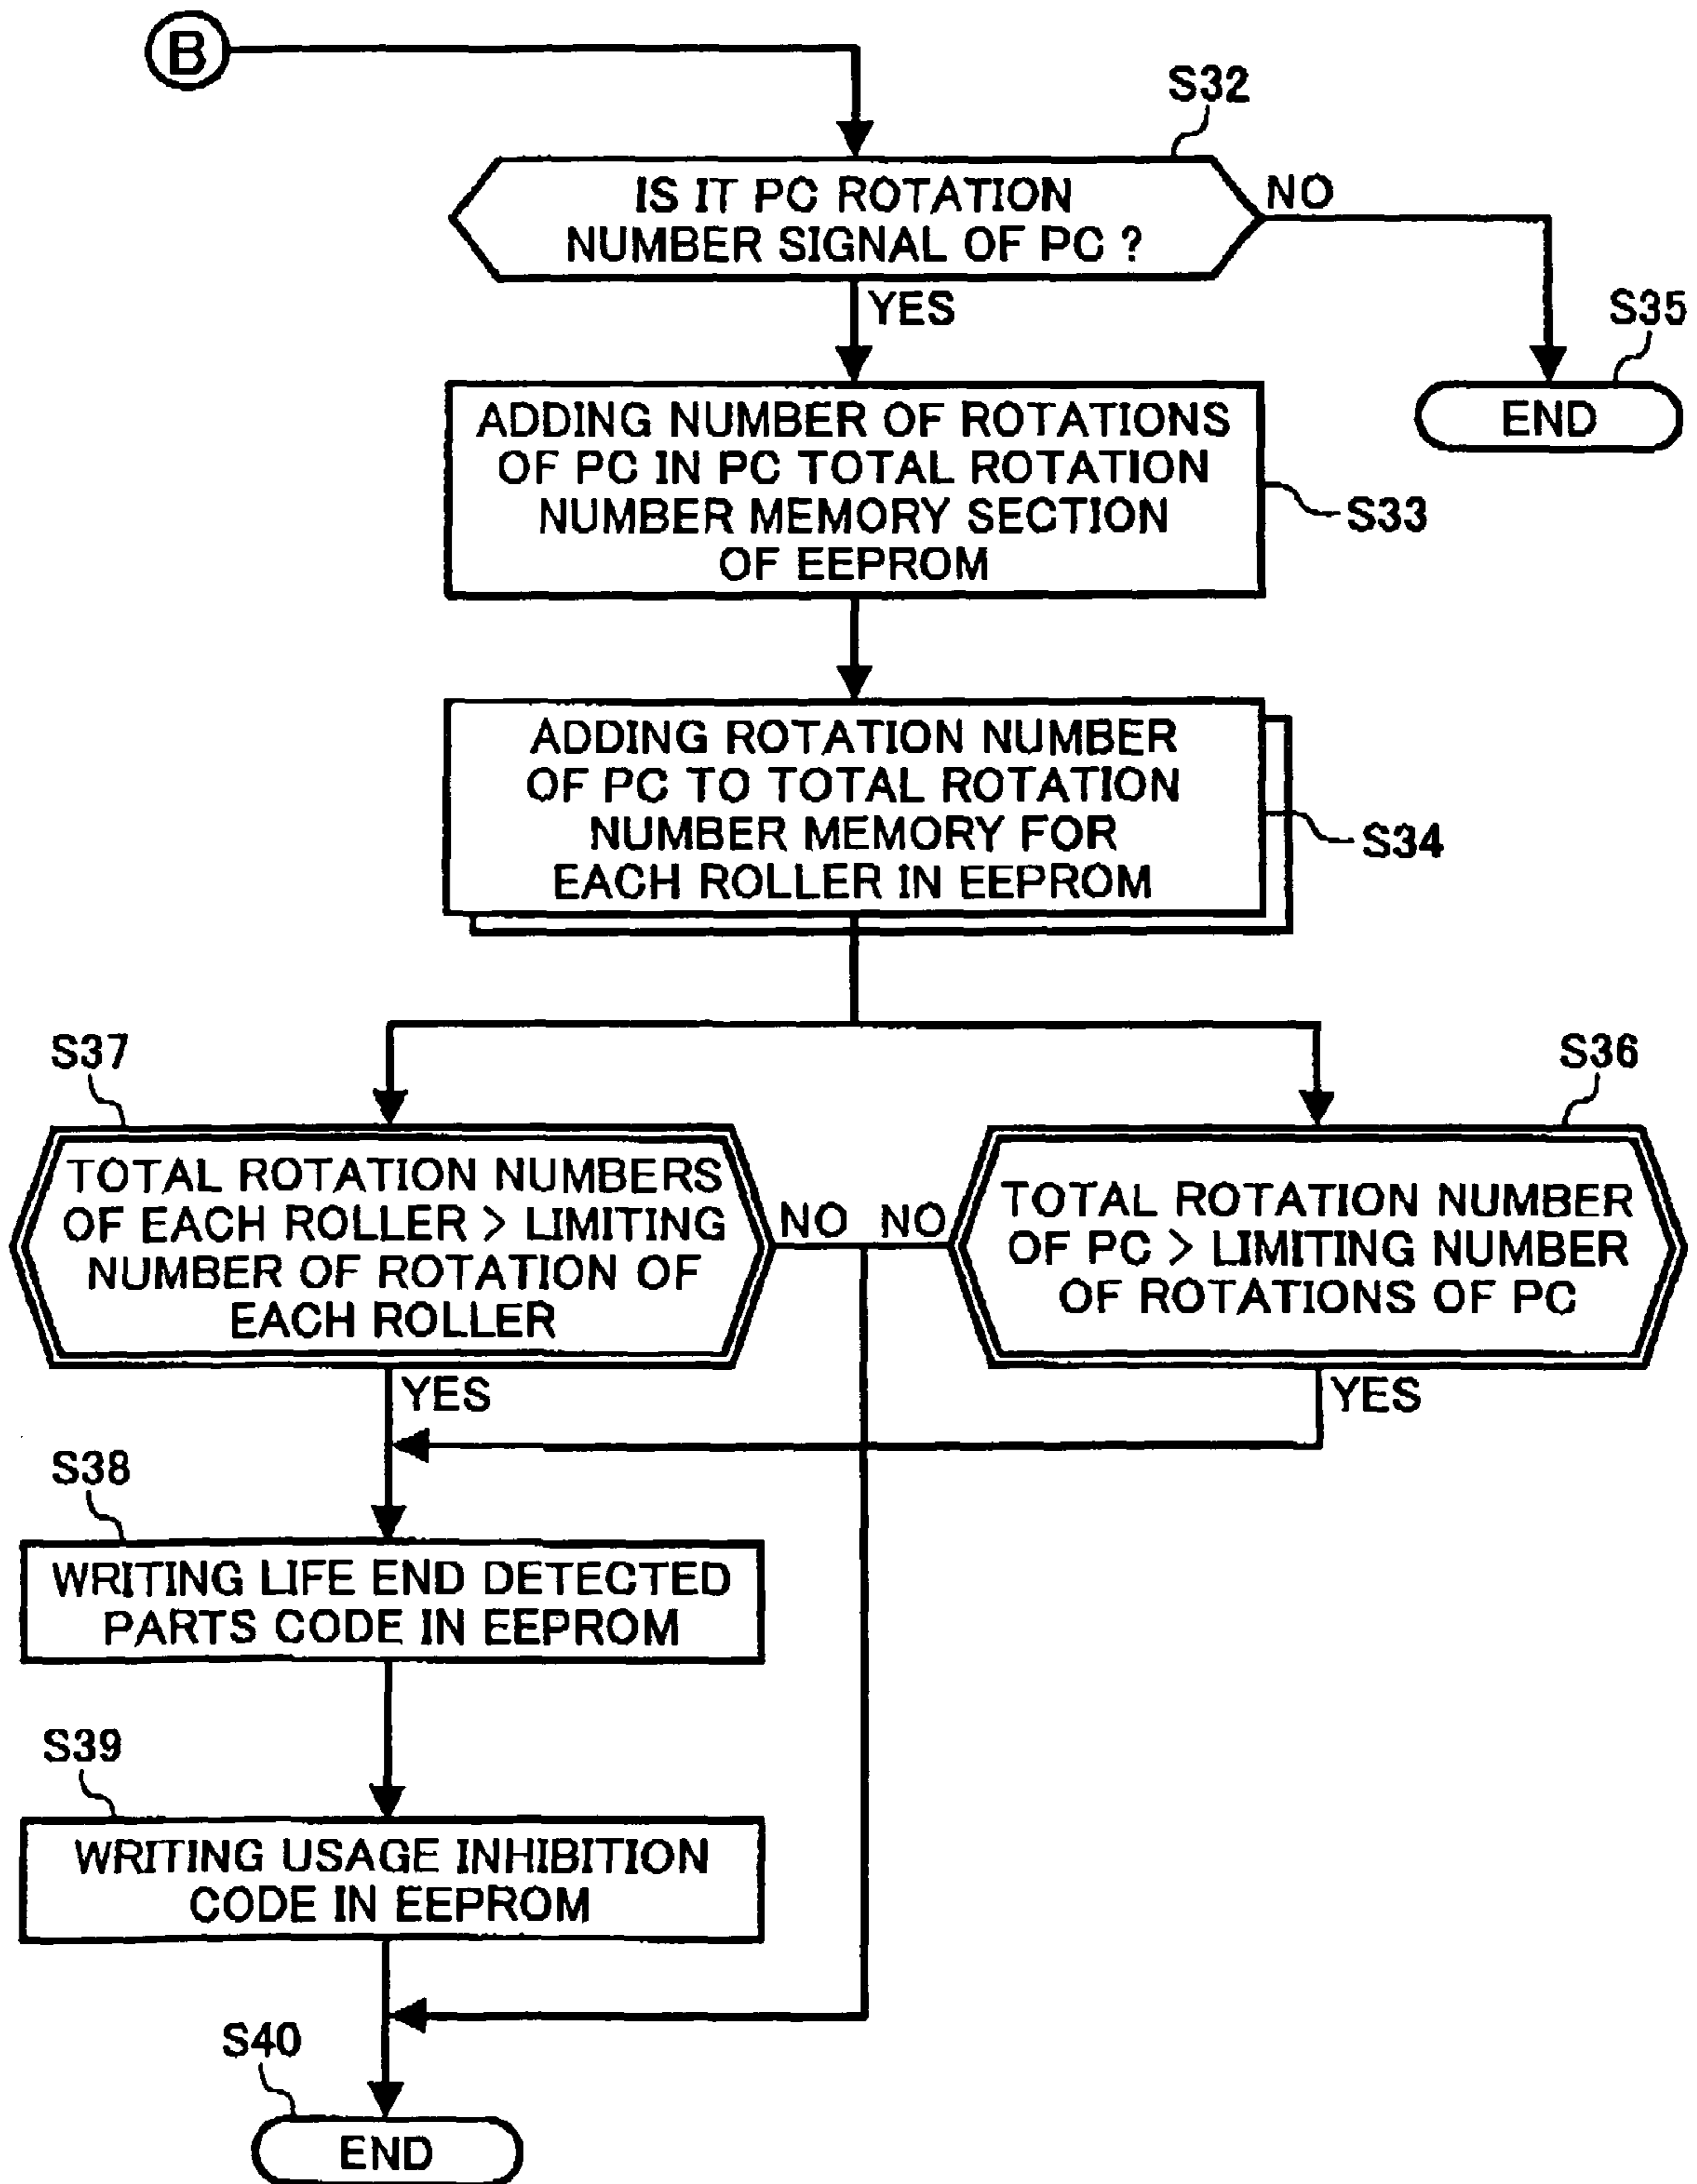 B
S32
IS IT PC ROTATION
NUMBER SIGNAL OF PC ?
NO
YES
S35
END
ADDING NUMBER OF ROTATIONS
OF PC IN PC TOTAL ROTATION
NUMBER MEMORY SECTION
OF EEPROM
S33
ADDING ROTATION NUMBER
OF PC TO TOTAL ROTATION
NUMBER MEMORY FOR
EACH ROLLER IN EEPROM
S34
S37
TOTAL ROTATION NUMBERS
OF EACH ROLLER > LIMITING
NUMBER OF ROTATION OF
EACH ROLLER
NO
YES
S36
TOTAL ROTATION NUMBER
OF PC > LIMITING NUMBER
OF ROTATIONS OF PC
NO
YES
S38
WRITING LIFE END DETECTED
PARTS CODE IN EEPROM
S39
WRITING USAGE INHIBITION
CODE IN EEPROM
S40
END